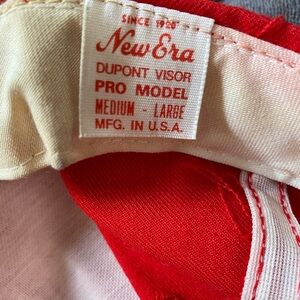 SINCE 1920
New Era
DUPONT VISOR
PRO MODEL
MEDIUM - LARGE
MFG. IN U.S.A.